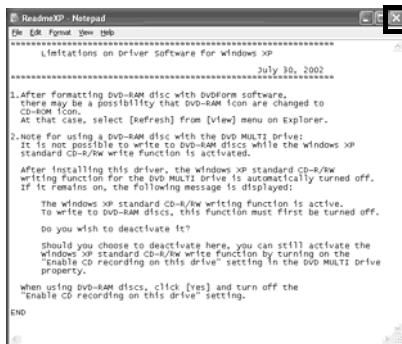 ReadmeXP - Notepad
File Edit Format View Help
==================================================
Limitations on Driver Software for Windows XP
July 30, 2002
==================================================
1.After formatting DVD-RAM disc with DVDForm software,
there may be a possibility that DVD-RAM icon are changed to
CD-ROM icon.
At that case, select [Refresh] from [View] menu on Explorer.
2.Note for using a DVD-RAM disc with the DVD MULTI Drive:
It is not possible to write to DVD-RAM discs while the Windows XP
standard CD-R/RW write function is activated.
After installing this driver, the Windows XP standard CD-R/RW
writing function for the DVD MULTI Drive is automatically turned off.
If it remains on, the following message is displayed:
The Windows XP standard CD-R/RW writing function is active.
To write to DVD-RAM discs, this function must first be turned off.
Do you wish to deactivate it?
Should you choose to deactivate here, you can still activate the
Windows XP standard CD-R/RW write function by turning on the
"Enable CD recording on this drive" setting in the DVD MULTI Drive
property.
When using DVD-RAM discs, click [Yes] and turn off the
"Enable CD recording on this drive" setting.
END